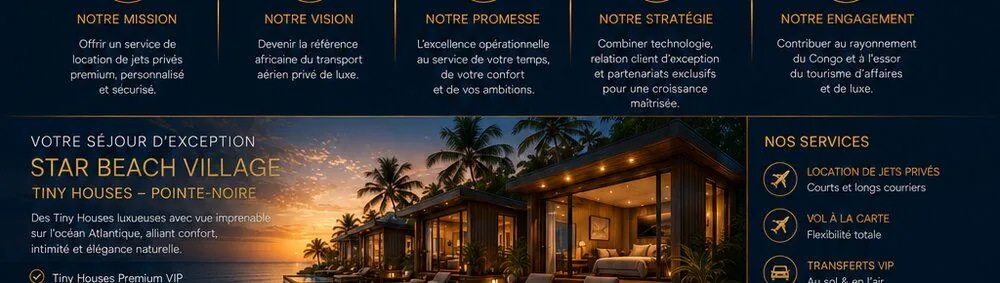 NOTRE MISSION
Offrir un service de
location de jets privés
premium, personnalisé
et sécurisé.
NOTRE VISION
Devenir la référence
africaine du transport
aérien privé de luxe.
NOTRE PROMESSE
L'excellence opérationnelle
au service de votre temps,
de votre confort
et de vos ambitions.
NOTRE STRATÉGIE
Combiner technologie,
relation client d'exception
et partenariats exclusifs
pour une croissance
maîtrisée.
NOTRE ENGAGEMENT
Contribuer au rayonnement
du Congo et à l'essor
du tourisme d'affaires
et de luxe.
VOTRE SÉJOUR D'EXCEPTION
STAR BEACH VILLAGE
TINY HOUSES – POINTE-NOIRE
Des Tiny Houses luxueuses avec vue imprenable
sur l'océan Atlantique, alliant confort,
intimité et élégance naturelle.
Tiny Houses Premium VIP
NOS SERVICES
LOCATION DE JETS PRIVÉS
Courts et longs courriers
VOL À LA CARTE
Flexibilité totale
TRANSFERTS VIP
Au sol & en l'air